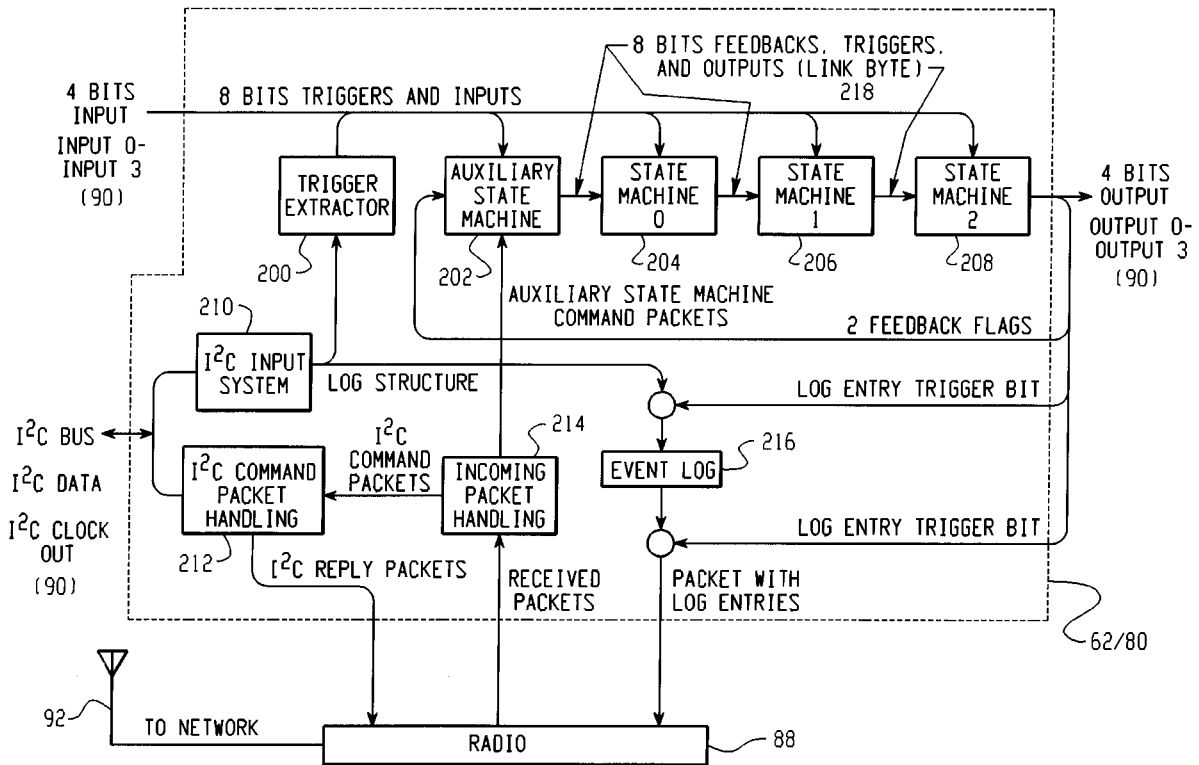 8 BITS FEEDBACKS, TRIGGERS,
AND OUTPUTS (LINK BYTE)
218
4 BITS
INPUT
INPUT 0-
INPUT 3
(90)
8 BITS TRIGGERS AND INPUTS
TRIGGER
EXTRACTOR
200
AUXILIARY
STATE
MACHINE
202
STATE
MACHINE
0
204
STATE
MACHINE
1
206
STATE
MACHINE
2
208
4 BITS
OUTPUT
OUTPUT 0-
OUTPUT 3
(90)
AUXILIARY STATE MACHINE
COMMAND PACKETS
2 FEEDBACK FLAGS
210
I²C INPUT
SYSTEM
LOG STRUCTURE
LOG ENTRY TRIGGER BIT
I²C BUS
I²C DATA
I²C CLOCK
OUT
(90)
I²C COMMAND
PACKET
HANDLING
212
I²C
COMMAND
PACKETS
214
INCOMING
PACKET
HANDLING
EVENT LOG
216
LOG ENTRY TRIGGER BIT
I²C REPLY PACKETS
RECEIVED
PACKETS
PACKET WITH
LOG ENTRIES
62/80
92
TO NETWORK
RADIO
88